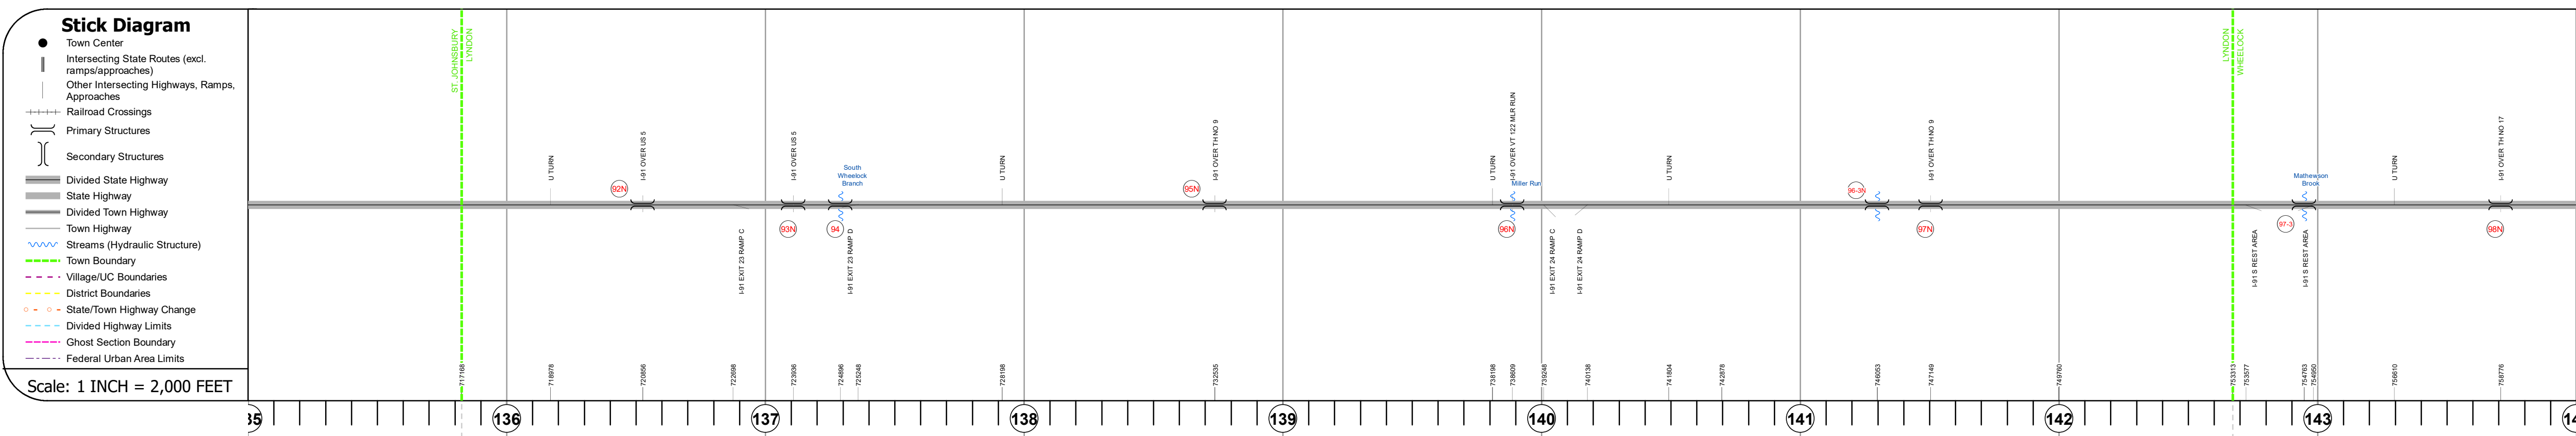 Stick Diagram
Town Center
Intersecting State Routes (excl.
ramps/approaches)
Other Intersecting Highways, Ramps,
Approaches
Railroad Crossings
Primary Structures
Secondary Structures
Divided State Highway
State Highway
Divided Town Highway
Town Highway
Streams (Hydraulic Structure)
Town Boundary
Village/UC Boundaries
District Boundaries
State/Town Highway Change
Divided Highway Limits
Ghost Section Boundary
Federal Urban Area Limits
Scale: 1 INCH = 2,000 FEET
ST JOHNSBURY
LYNDON
LYNDON
WHEELOCK
U TURN
I-91 OVER US 5
I-91 OVER US 5
South
Wheelock
Branch
U TURN
I-91 OVER TH NO 9
U TURN
I-91 OVER VT 122 MLR RUN
Miller Run
U TURN
I-91 OVER TH NO 9
Mathewson
Brook
U TURN
I-91 OVER TH NO 17
92N
93N
94
95N
96N
96-3N
97N
97-3
98N
I-91 EXIT 23 RAMP C
I-91 EXIT 23 RAMP D
I-91 EXIT 24 RAMP C
I-91 EXIT 24 RAMP D
I-91 S REST AREA
I-91 S REST AREA
717168
718978
720856
722698
723936
724896
725248
728198
732535
738198
738609
739248
740138
741804
742878
746053
747149
749760
753313
753577
754763
754950
756610
758776
35
136
137
138
139
140
141
142
143
14